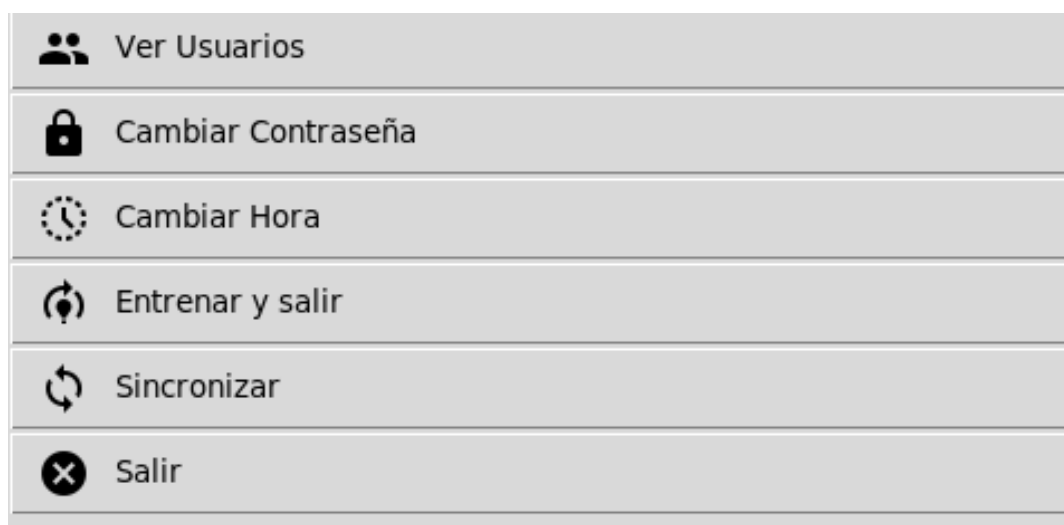 Ver Usuarios
Cambiar Contraseña
Cambiar Hora
Entrenar y salir
Sincronizar
Salir